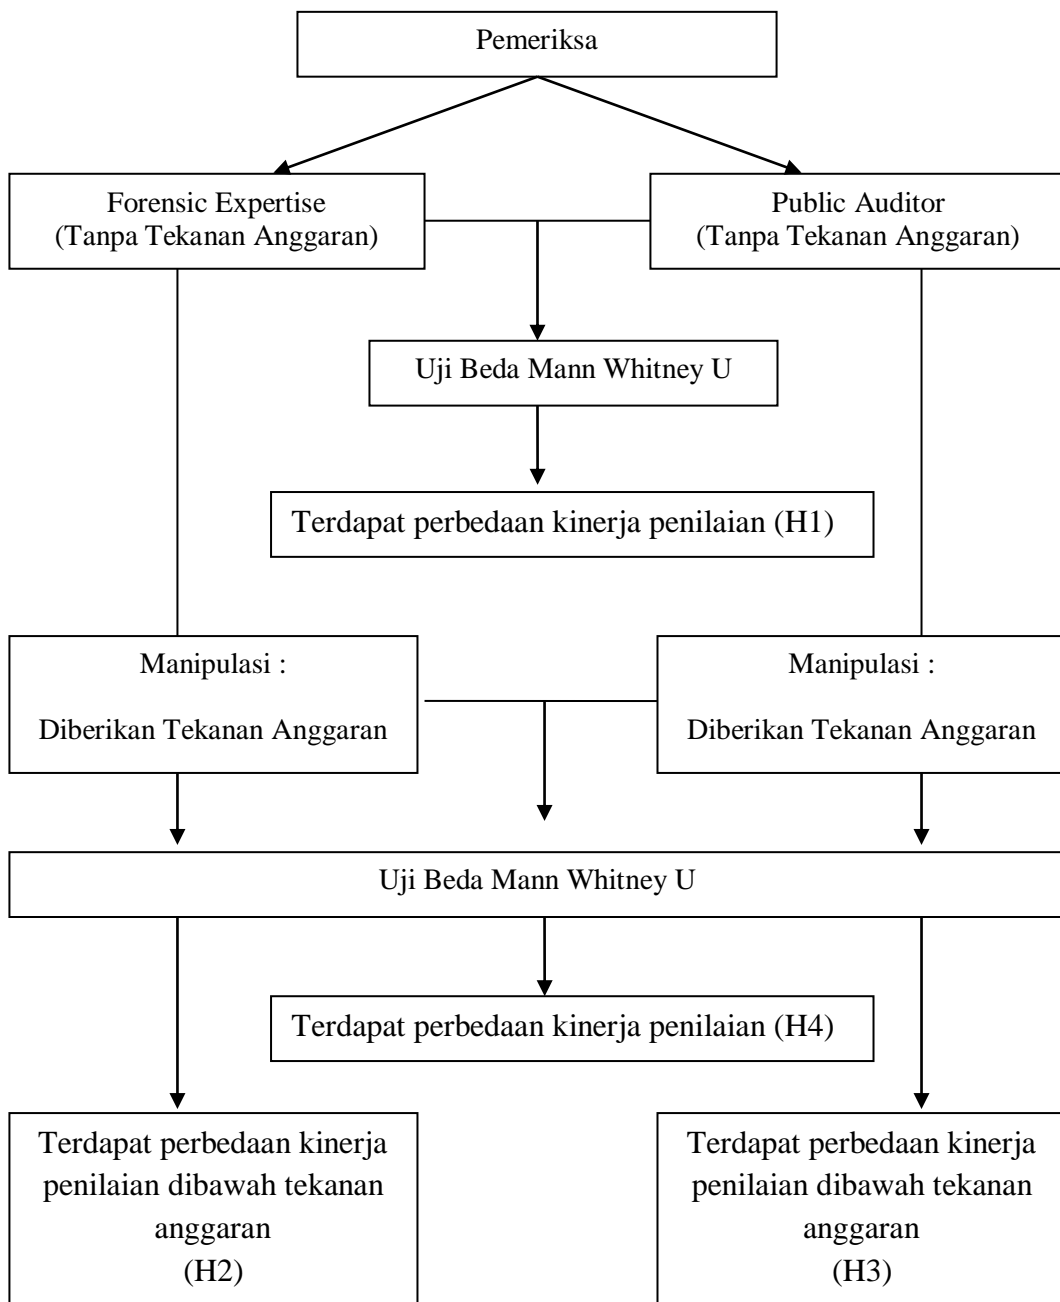 Pemeriksa
Forensic Expertise
(Tanpa Tekanan Anggaran)
Public Auditor
(Tanpa Tekanan Anggaran)
Uji Beda Mann Whitney U
Terdapat perbedaan kinerja penilaian (H1)
Manipulasi :
Diberikan Tekanan Anggaran
Manipulasi :
Diberikan Tekanan Anggaran
Uji Beda Mann Whitney U
Terdapat perbedaan kinerja penilaian (H4)
Terdapat perbedaan kinerja
penilaian dibawah tekanan
anggaran
(H2)
Terdapat perbedaan kinerja
penilaian dibawah tekanan
anggaran
(H3)